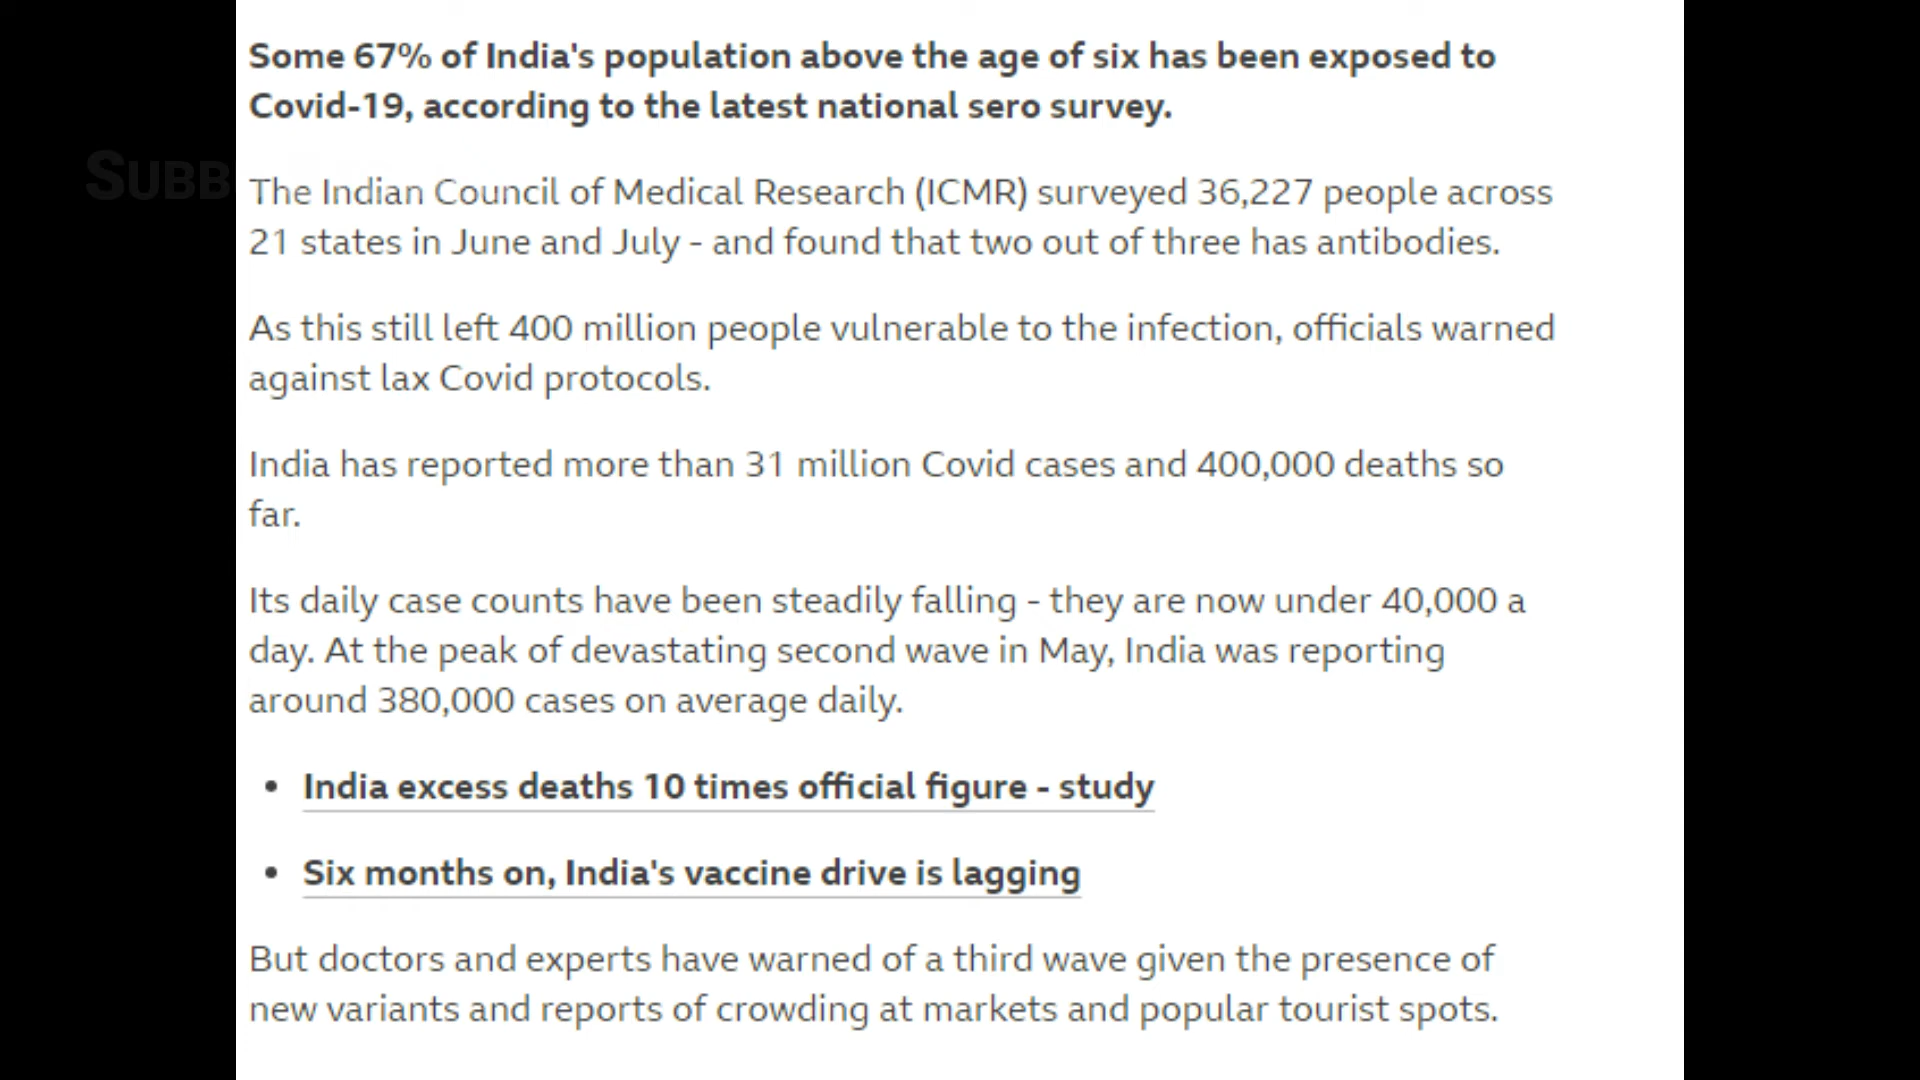 Some 67% of India's population above the age of six has been exposed to
Covid-19, according to the latest national sero survey.
SUBB
The Indian Council of Medical Research (ICMR) surveyed 36,227 people across
21 states in June and July - and found that two out of three has antibodies.
As this still left 400 million people vulnerable to the infection, officials warned
against lax Covid protocols.
India has reported more than 31 million Covid cases and 400,000 deaths so
far.
Its daily case counts have been steadily falling - they are now under 40,000 a
day. At the peak of devastating second wave in May, India was reporting
around 380,000 cases on average daily.
• India excess deaths 10 times official figure - study
• Six months on, India's vaccine drive is lagging
But doctors and experts have warned of a third wave given the presence of
new variants and reports of crowding at markets and popular tourist spots.